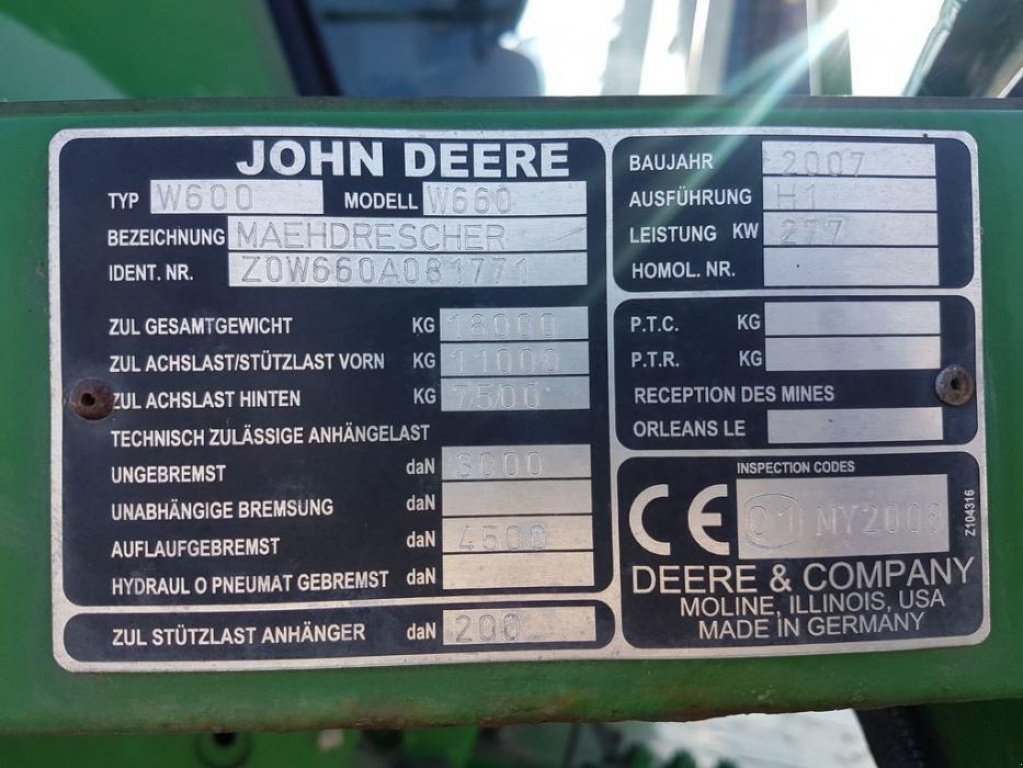 JOHN DEERE
TYP W600 MODELL W660
BEZEICHNUNG MAEHDRESCHER
IDENT. NR. Z0W660A081771
ZUL GESAMTGEWICHT KG 18000
ZUL ACHSLAST/STÜTZLAST VORN KG 11000
ZUL ACHSLAST HINTEN KG 7500
TECHNISCH ZULÄSSIGE ANHÄNGELAST
UNGEBREMST daN 3000
UNABHÄNGIGE BREMSUNG daN
AUFLAUFGEBREMST daN 4500
HYDRAUL O PNEUMAT GEBREMST daN
ZUL STÜTZLAST ANHÄNGER daN 200
BAUJAHR 2007
AUSFÜHRUNG H1
LEISTUNG KW 277
HOMOL. NR.
P.T.C. KG
P.T.R. KG
RECEPTION DES MINES
ORLEANS LE
INSPECTION CODES
CE 01 MY2008
DEERE & COMPANY
MOLINE, ILLINOIS, USA
MADE IN GERMANY
Z104316